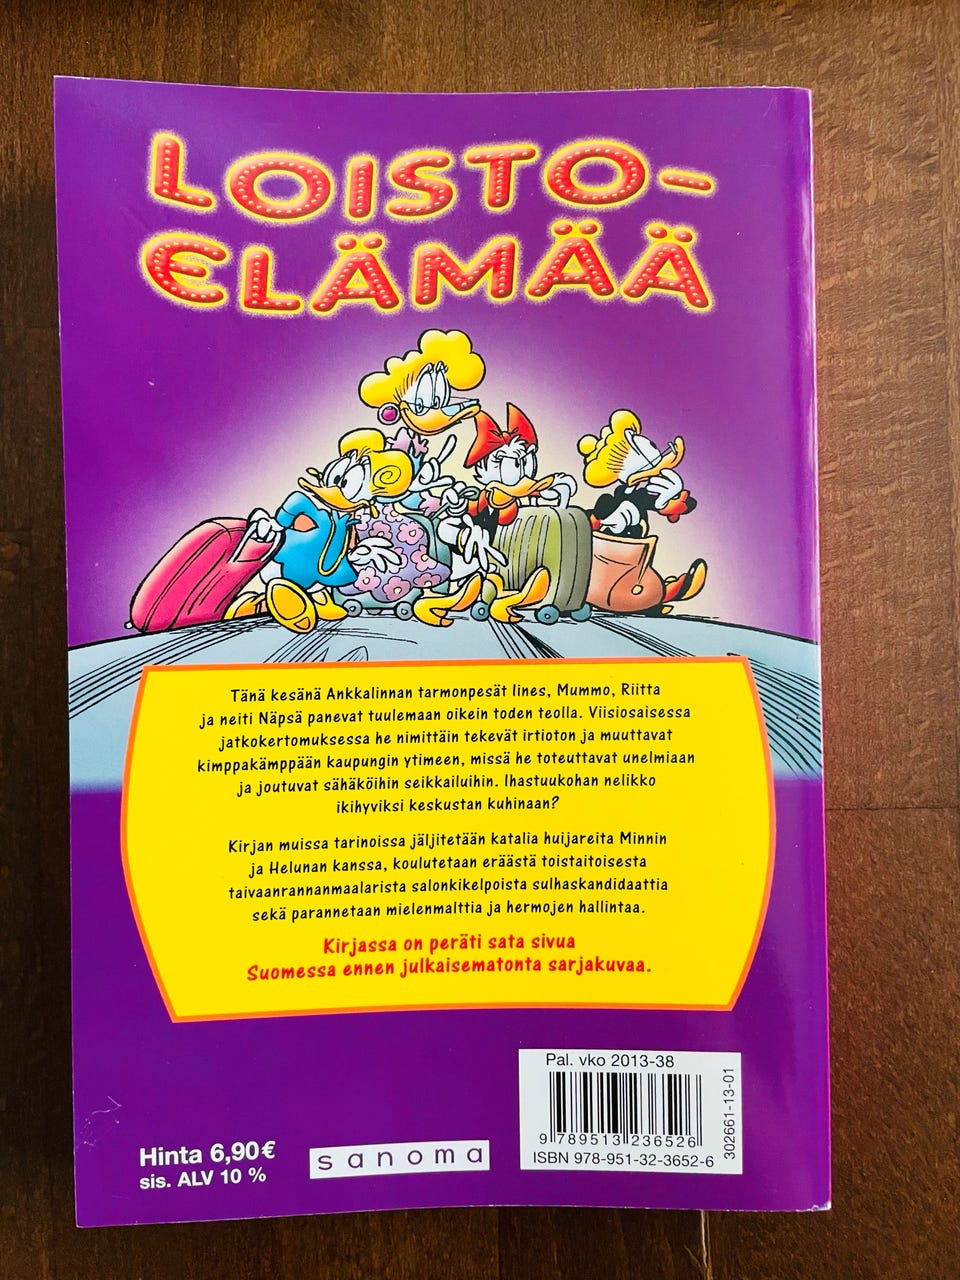 LOISTO-
ELÄMÄÄ
Tänä kesänä Ankkalinnan tarmonpesät Iines, Mummo, Riitta
ja neiti Näpsä panevat tuulemaan oikein toden teolla. Viisiosaisessa
jatkokertomuksessa he nimittäin tekevät irtioton ja muuttavat
kimppakämppään kaupungin ytimeen, missä he toteuttavat unelmiaan
ja joutuvat sähäköihin seikkailuihin. Ihastuukohan nelikko
ikihyviksi keskustan kuhinaan?
Kirjan muissa tarinoissa jäljitetään katalia huijareita Minnin
ja Helunan kanssa, koulutetaan eräästä toistaitoisesta
taivaanrannanmaalarista salonkikelpoista sulhaskandidaattia
sekä parannetaan mielenmalttia ja hermojen hallintaa.
Kirjassa on peräti sata sivua
Suomessa ennen julkaisematonta sarjakuvaa.
Pal. vko 2013-38
9 789513 236526
ISBN 978-951-32-3652-6
302661-13-01
Hinta 6,90€
sis. ALV 10 %
sanoma